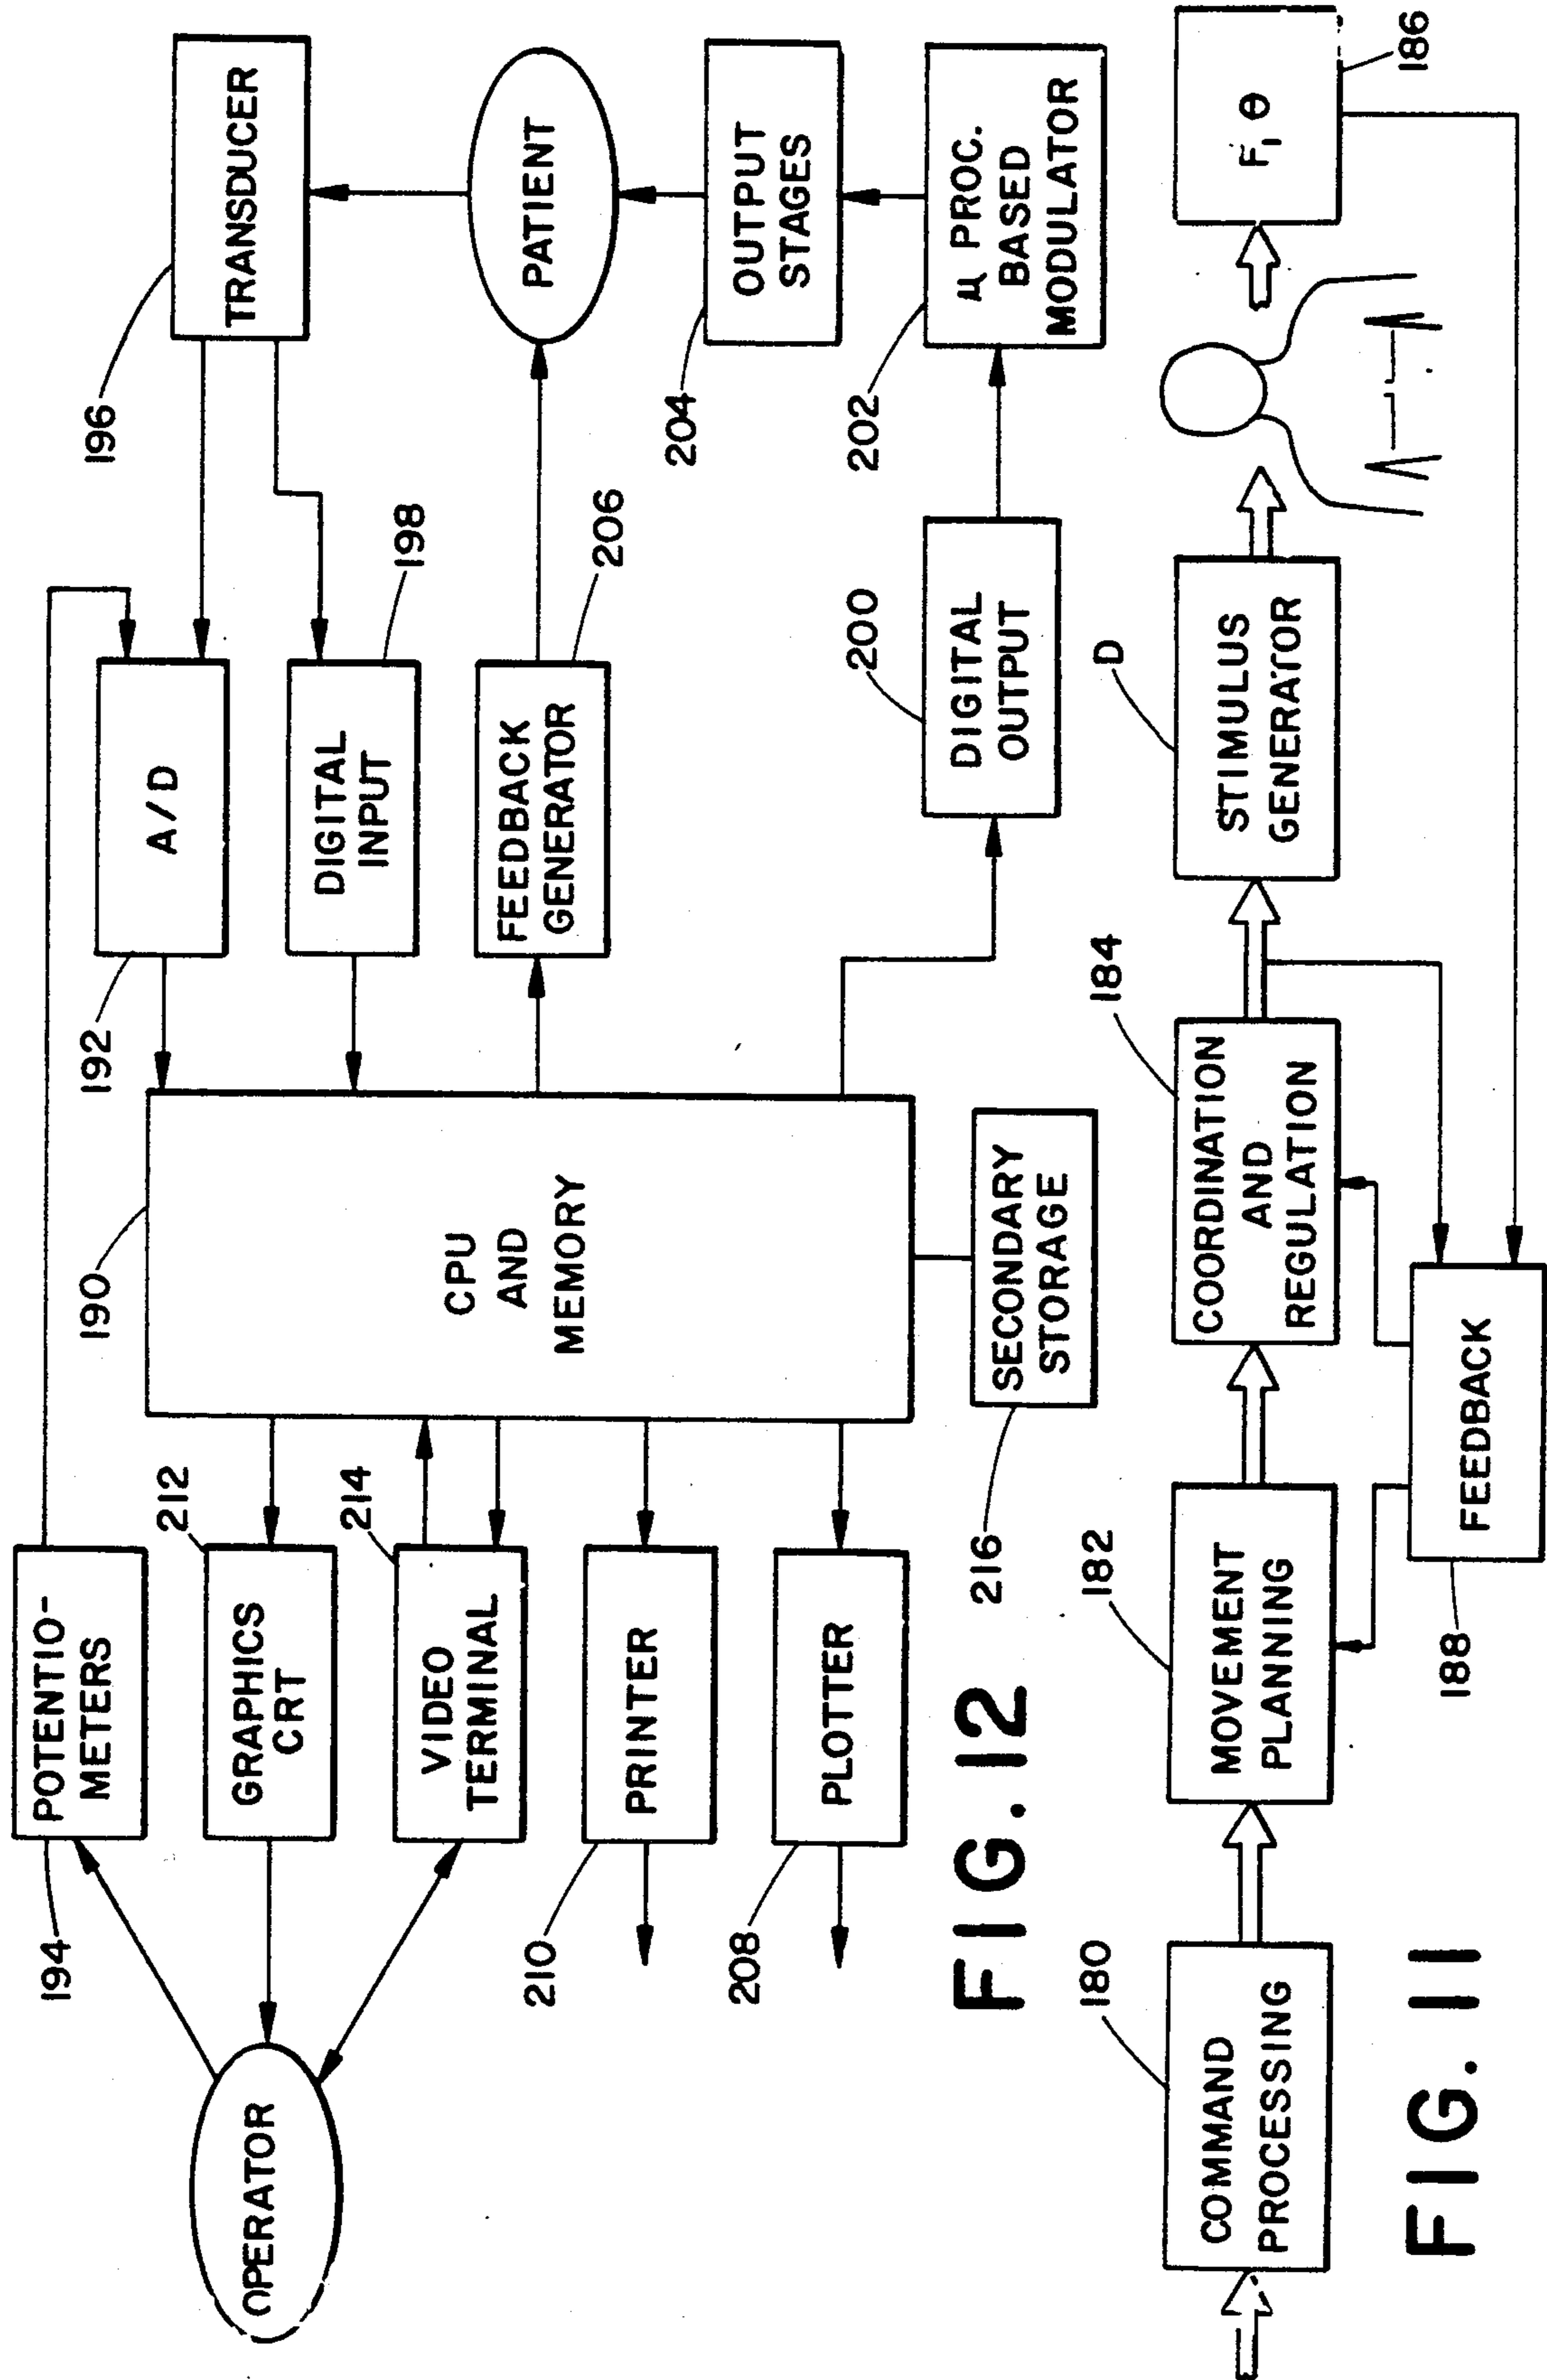 194
POTENTIO-
METERS
OPERATOR
212
GRAPHICS
CRT
214
VIDEO
TERMINAL
210
PRINTER
208
PLOTTER
190
CPU
AND
MEMORY
216
SECONDARY
STORAGE
192
A/D
198
DIGITAL
INPUT
206
FEEDBACK
GENERATOR
200
DIGITAL
OUTPUT
196
TRANSDUCER
PATIENT
204
OUTPUT
STAGES
202
μ PROC.
BASED
MODULATOR
FIG. 12
180
COMMAND
PROCESSING
182
MOVEMENT
PLANNING
184
COORDINATION
AND
REGULATION
D
STIMULUS
GENERATOR
F, θ
186
188
FEEDBACK
FIG. 11